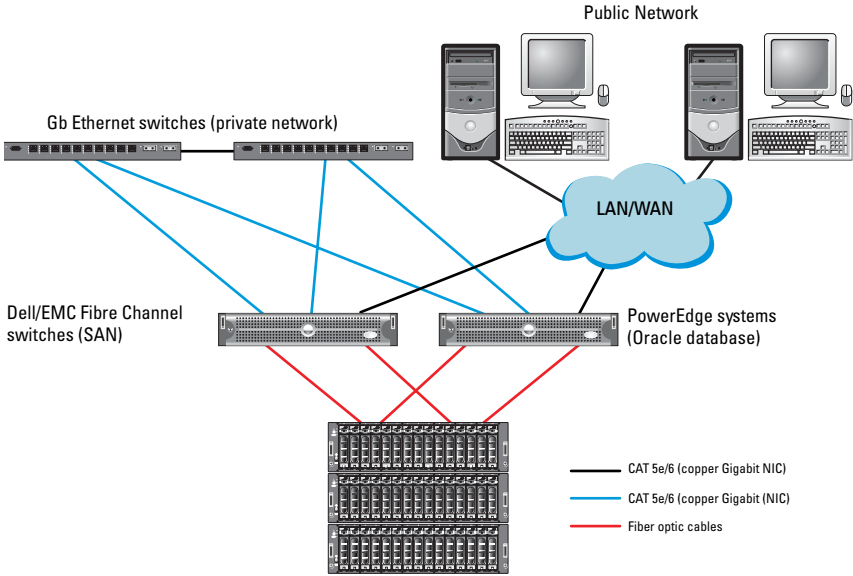 Public Network
Gb Ethernet switches (private network)
LAN/WAN
Dell/EMC Fibre Channel
switches (SAN)
PowerEdge systems
(Oracle database)
CAT 5e/6 (copper Gigabit NIC)
CAT 5e/6 (copper Gigabit (NIC)
Fiber optic cables